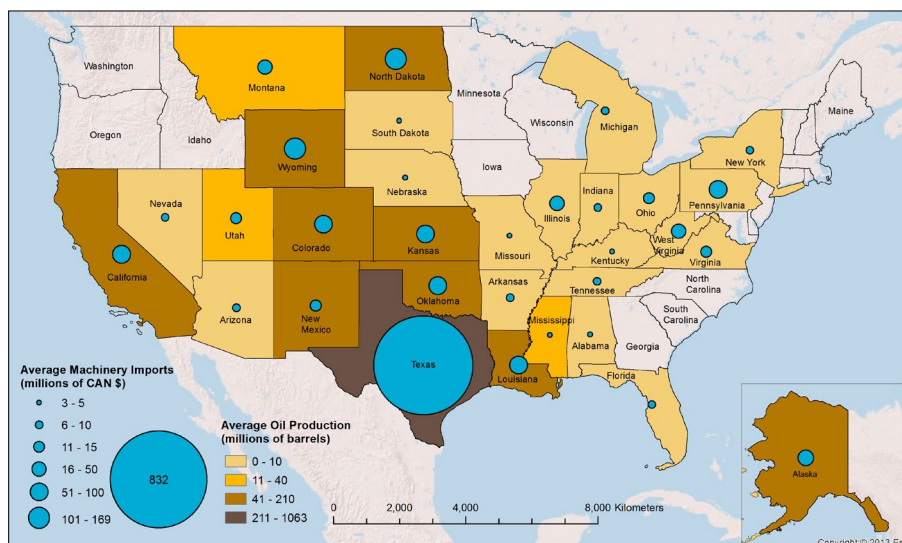 Washington
Montana
North Dakota
Minnesota
Maine
Oregon
Idaho
Wisconsin
Michigan
South Dakota
Wyoming
Iowa
New York
Nebraska
Nevada
Utah
Colorado
Kansas
Illinois
Indiana
Ohio
Pennsylvania
West
Virginia
Virginia
Missouri
Kentucky
California
Arizona
New
Mexico
Oklahoma
Arkansas
Tennessee
North
Carolina
South
Carolina
Mississippi
Alabama
Georgia
Texas
Louisiana
Florida
Alaska
Average Machinery Imports
(millions of CAN $)
3 - 5
6 - 10
11 - 15
16 - 50
51 - 100
101 - 169
832
Average Oil Production
(millions of barrels)
0 - 10
11 - 40
41 - 210
211 - 1063
0 2,000 4,000 8,000 Kilometers
Copyright © 2013